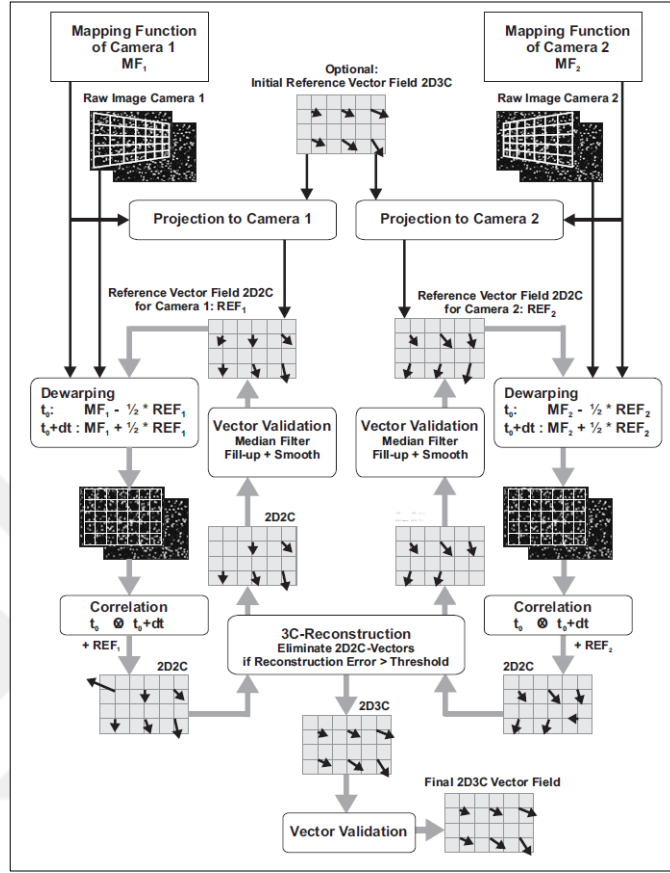 Mapping Function
of Camera 1
MF₁
Mapping Function
of Camera 2
MF₂
Optional:
Initial Reference Vector Field 2D3C
Raw Image Camera 1
Raw Image Camera 2
Projection to Camera 1
Projection to Camera 2
Reference Vector Field 2D2C
for Camera 1: REF₁
Reference Vector Field 2D2C
for Camera 2: REF₂
Dewarping
t₀: MF₁ - ½ * REF₁
t₀+dt : MF₁ + ½ * REF₁
Vector Validation
Median Filter
Fill-up + Smooth
Vector Validation
Median Filter
Fill-up + Smooth
Dewarping
t₀: MF₂ - ½ * REF₂
t₀+dt : MF₂ + ½ * REF₂
2D2C
Correlation
t₀ ⊗ t₀+dt
+ REF₁
2D2C
3C-Reconstruction
Eliminate 2D2C-Vectors
if Reconstruction Error > Threshold
Correlation
t₀ ⊗ t₀+dt
+ REF₂
2D2C
2D3C
Final 2D3C Vector Field
Vector Validation